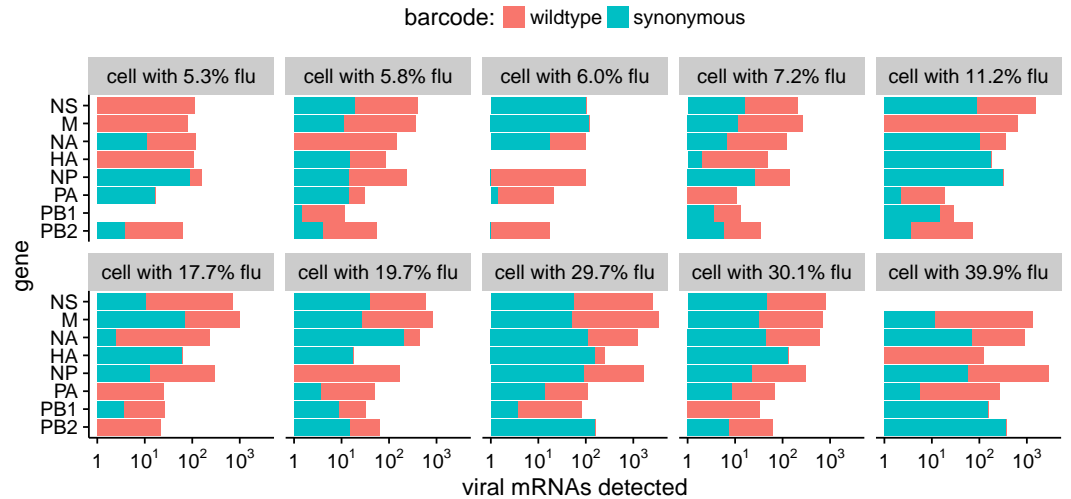 barcode: wildtype synonymous
cell with 5.3% flu cell with 5.8% flu cell with 6.0% flu cell with 7.2% flu cell with 11.2% flu
NS
M
NA
HA
NP
PA
PB1
PB2
gene
cell with 17.7% flu cell with 19.7% flu cell with 29.7% flu cell with 30.1% flu cell with 39.9% flu
NS
M
NA
HA
NP
PA
PB1
PB2
1 10¹ 10² 10³ 1 10¹ 10² 10³ 1 10¹ 10² 10³ 1 10¹ 10² 10³ 1 10¹ 10² 10³
viral mRNAs detected